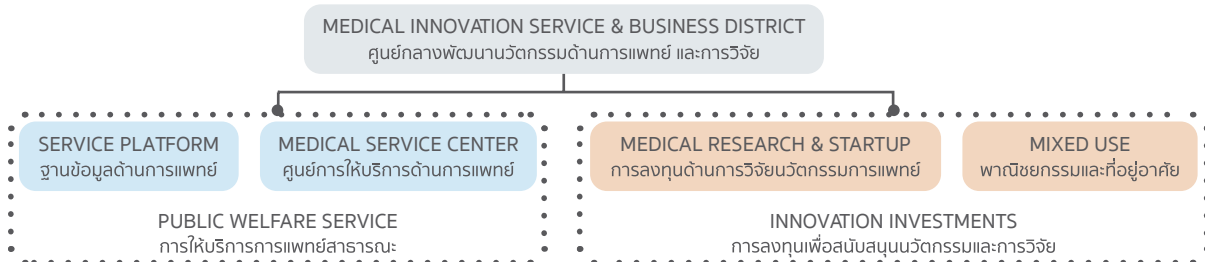 MEDICAL INNOVATION SERVICE & BUSINESS DISTRICT
ศูนย์กลางพัฒนานวัตกรรมด้านการแพทย์ และการวิจัย
SERVICE PLATFORM
ฐานข้อมูลด้านการแพทย์
MEDICAL SERVICE CENTER
ศูนย์การให้บริการด้านการแพทย์
PUBLIC WELFARE SERVICE
การให้บริการการแพทย์สาธารณะ
MEDICAL RESEARCH & STARTUP
การลงทุนด้านการวิจัยนวัตกรรมการแพทย์
MIXED USE
พาณิชยกรรมและที่อยู่อาศัย
INNOVATION INVESTMENTS
การลงทุนเพื่อสนับสนุนนวัตกรรมและการวิจัย